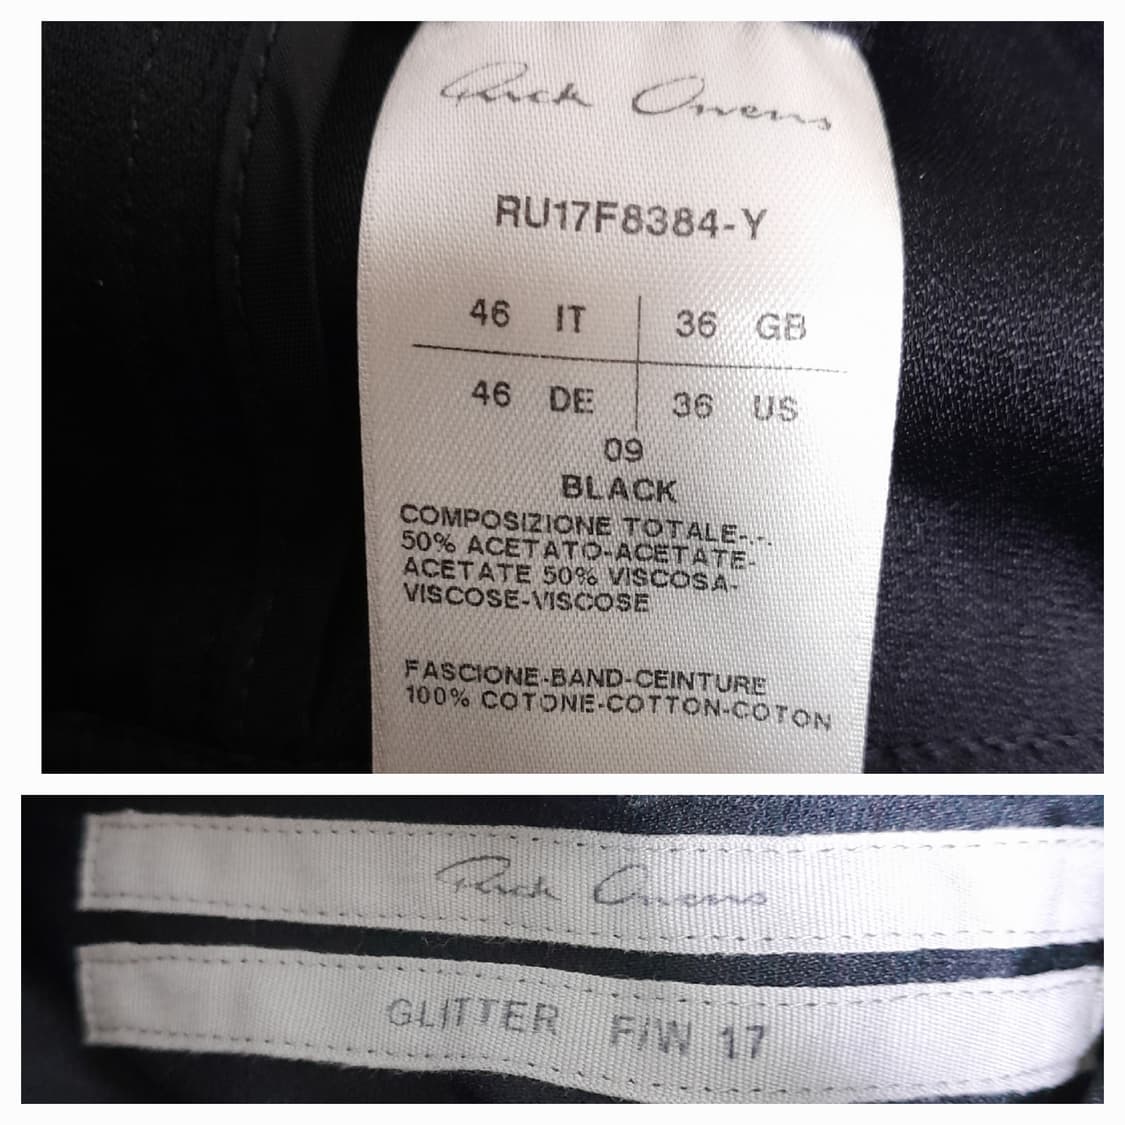 Rick Owens
RU17F8384-Y
46 IT 36 GB
46 DE 36 US
09
BLACK
COMPOSIZIONE TOTALE-.-.
50% ACETATO-ACETATE-
ACETATE 50% VISCOSA-
VISCOSE-VISCOSE
FASCIONE-BAND-CEINTURE
100% COTONE-COTTON-COTON
Rick Owens
GLITTER F/W 17